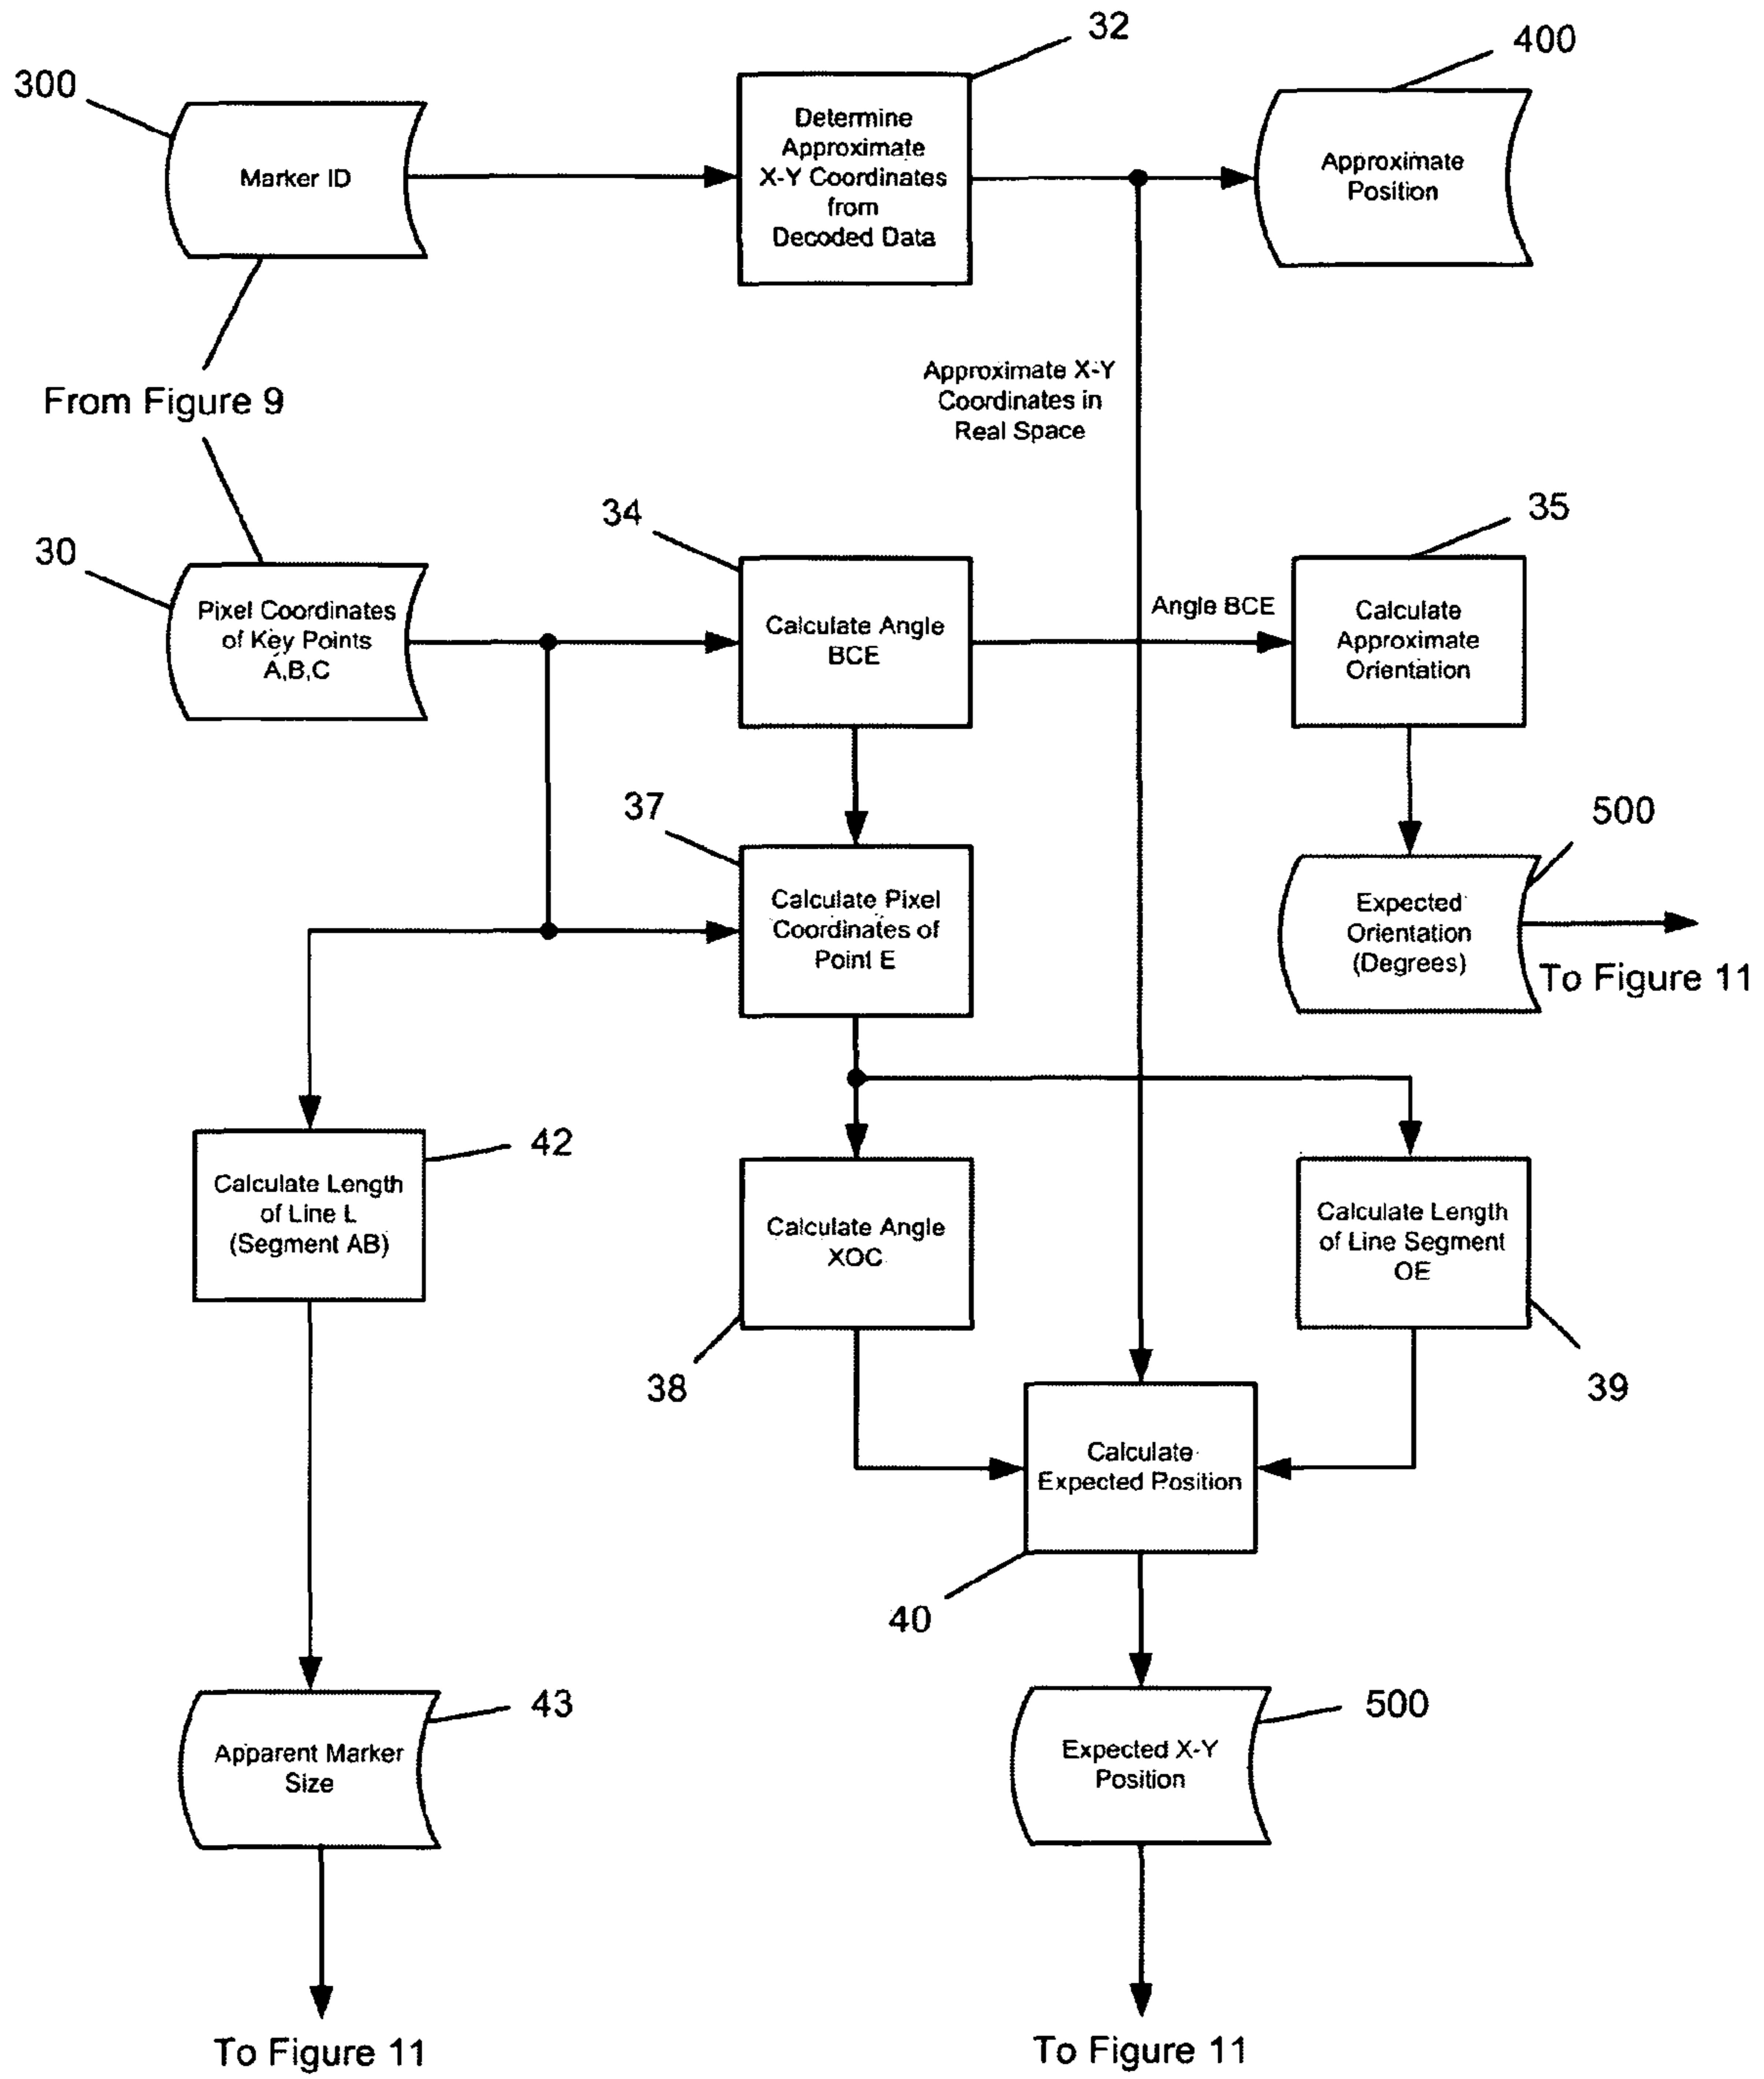 32
400
300
Determine
Approximate
X-Y Coordinates
from
Decoded Data
Marker ID
Approximate
Position
From Figure 9
Approximate X-Y
Coordinates in
Real Space
34
35
30
Pixel Coordinates
of Key Points
A,B,C
Calculate Angle
BCE
Angle BCE
Calculate
Approximate
Orientation
37
500
Calculate Pixel
Coordinates of
Point E
Expected
Orientation
(Degrees)
To Figure 11
42
Calculate Length
of Line L
(Segment AB)
Calculate Angle
XOC
Calculate Length
of Line Segment
OE
38
39
Calculate
Expected Position
40
43
500
Apparent Marker
Size
Expected X-Y
Position
To Figure 11
To Figure 11